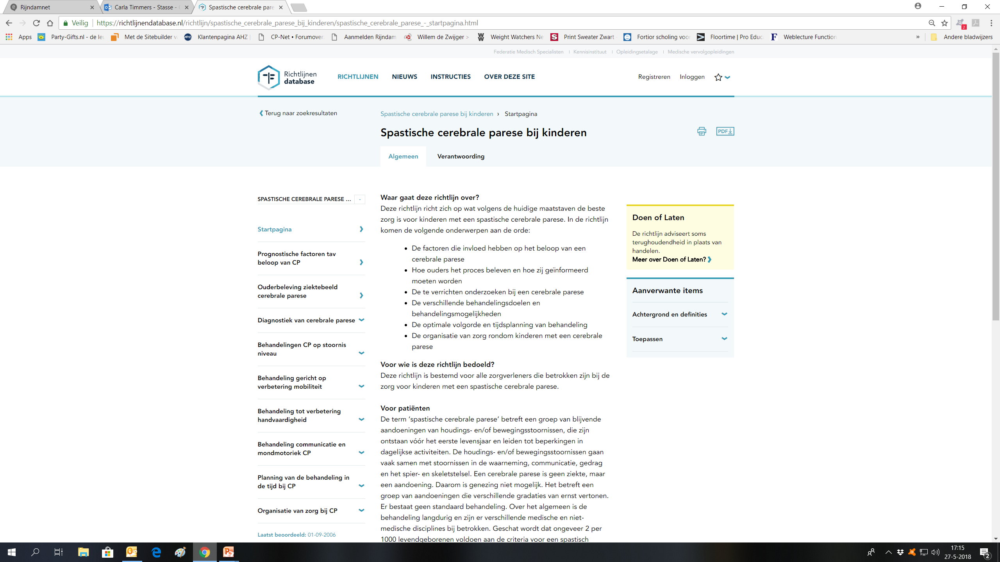 Rijndamnet
Carla Timmers - Stasse -
Spastische cerebrale pare
Veilig
https://richtlijnendatabase.nl/richtlijn/spastische_cerebrale_parese_bij_kinderen/spastische_cerebrale_parese_-_startpagina.html
2
Apps
Party-Gifts.nl - de leu
Met de Sitebuilder v
Klantenpagina AHZ
CP-Net • Forumover
Aanmelden Rijndam
Willem de Zwijger >
Weight Watchers Ne
Print Sweater Zwart
Fortior scholing voor
Floortime | Pro Educ
Weblecture Function
»
Andere bladwijzers
Federatie Medisch Specialisten
Kennisinstituut
Opleidingsetalage
Medische vervolgopleidingen
Richtlijnen
database
RICHTLIJNEN
NIEUWS
INSTRUCTIES
OVER DEZE SITE
Registreren
Inloggen
Terug naar zoekresultaten
Spastische cerebrale parese bij kinderen › Startpagina
Spastische cerebrale parese bij kinderen
PDF
Algemeen
Verantwoording
SPASTISCHE CEREBRALE PARESE ...
-
Startpagina
Prognostische factoren tav
beloop van CP
Ouderbeleving ziektebeeld
cerebrale parese
Diagnostiek van cerebrale parese
Behandelingen CP op stoornis
niveau
Behandeling gericht op
verbetering mobiliteit
Behandeling tot verbetering
handvaardigheid
Behandeling communicatie en
mondmotoriek CP
Planning van de behandeling in
de tijd bij CP
Organisatie van zorg bij CP
Laatst beoordeeld: 01-09-2006
Waar gaat deze richtlijn over?
Deze richtlijn richt zich op wat volgens de huidige maatstaven de beste
zorg is voor kinderen met een spastische cerebrale parese. In de richtlijn
komen de volgende onderwerpen aan de orde:
• De factoren die invloed hebben op het beloop van een
cerebrale parese
• Hoe ouders het proces beleven en hoe zij geïnformeerd
moeten worden
• De te verrichten onderzoeken bij een cerebrale parese
• De verschillende behandelingsdoelen en
behandelingsmogelijkheden
• De optimale volgorde en tijdsplanning van behandeling
• De organisatie van zorg rondom kinderen met een cerebrale
parese
Voor wie is deze richtlijn bedoeld?
Deze richtlijn is bestemd voor alle zorgverleners die betrokken zijn bij de
zorg voor kinderen met een spastische cerebrale parese.
Voor patiënten
De term ‘spastische cerebrale parese’ betreft een groep van blijvende
aandoeningen van houdings- en/of bewegingsstoornissen, die zijn
ontstaan vóór het eerste levensjaar en leiden tot beperkingen in
dagelijkse activiteiten. De houdings- en/of bewegingsstoornissen gaan
vaak samen met stoornissen in de waarneming, communicatie, gedrag
en het spier- en skeletstelsel. Een cerebrale parese is geen ziekte, maar
een aandoening. Daarom is genezing niet mogelijk. Het betreft een
groep van aandoeningen die verschillende gradaties van ernst vertonen.
Er bestaat geen standaard behandeling. Over het algemeen is de
behandeling langdurig en zijn er verschillende medische en niet-
medische disciplines bij betrokken. Geschat wordt dat ongeveer 2 per
1000 levendgeborenen voldoen aan de criteria voor een spastisch
Doen of Laten
De richtlijn adviseert soms
terughoudendheid in plaats van
handelen.
Meer over Doen of Laten?
Aanverwante items
Achtergrond en definities
Toepassen
17:15
27-5-2018
2